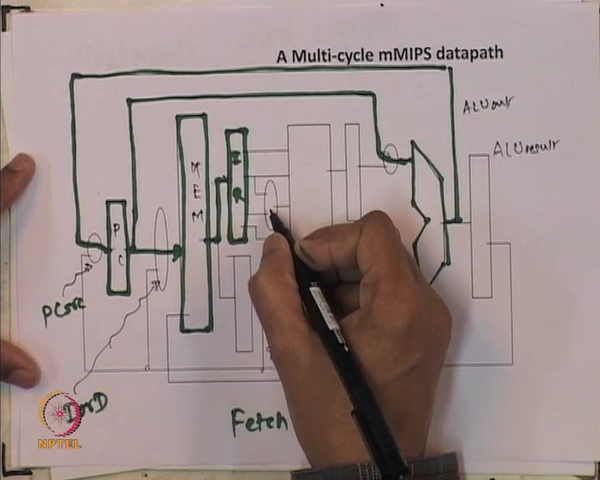 A Multi-cycle mMIPS datapath
ALUout
ALUresult
MEM
IR
PC
PCsrc
IorD
Fetch
NPTEL